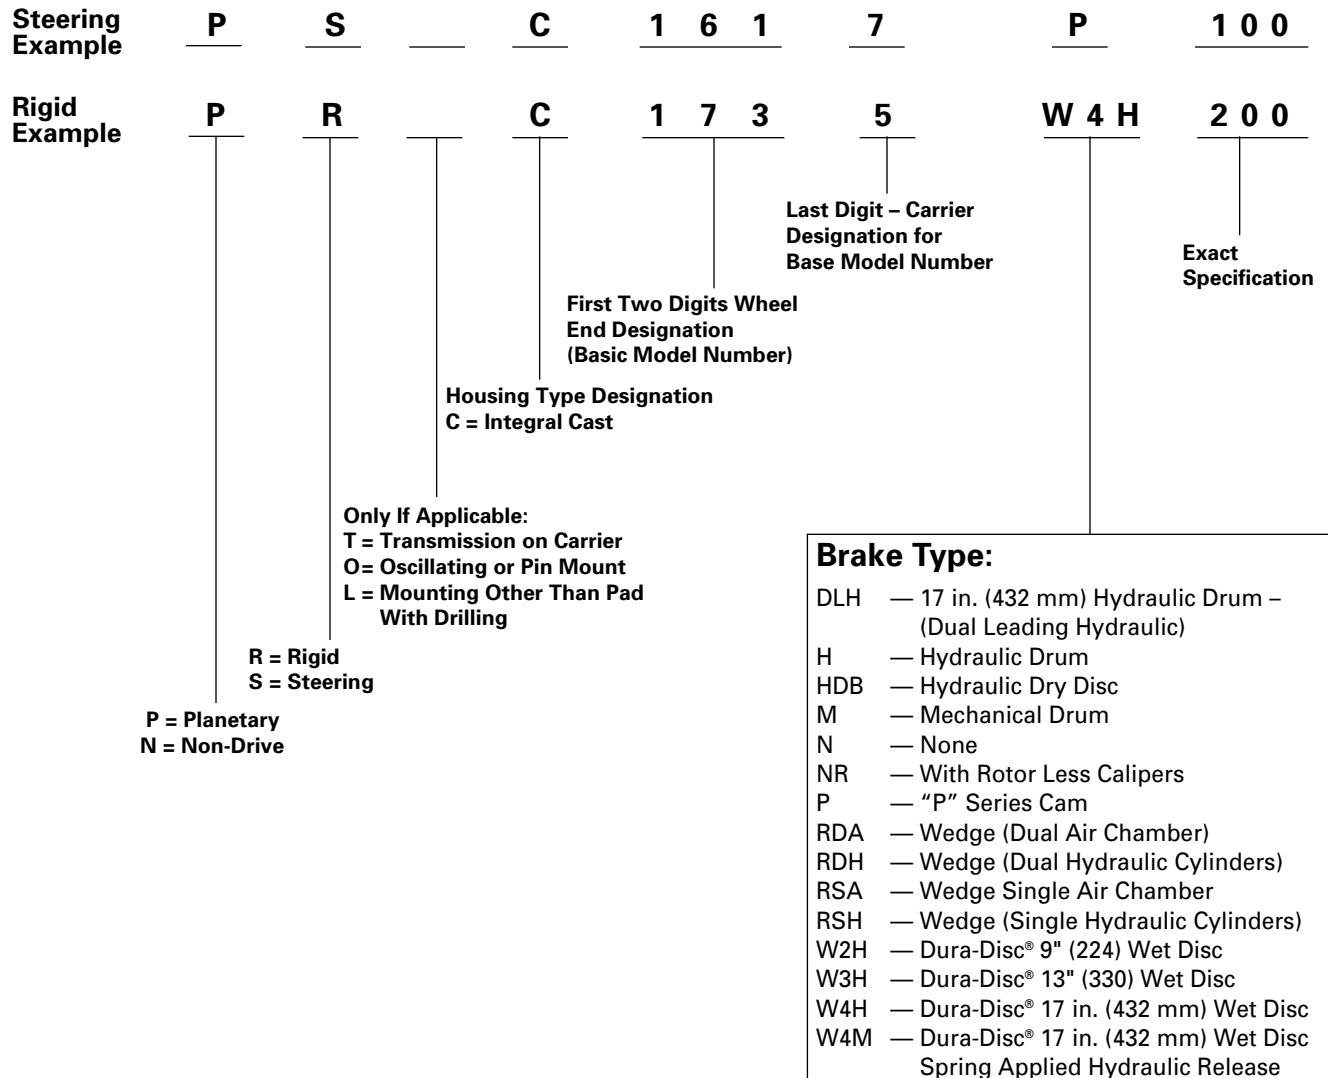 Steering Example P S C 1 6 1 7 P 1 0 0
Rigid Example P R C 1 7 3 5 W 4 H 2 0 0
Last Digit – Carrier
Designation for
Base Model Number
Exact
Specification
First Two Digits Wheel
End Designation
(Basic Model Number)
Housing Type Designation
C = Integral Cast
Only If Applicable:
T = Transmission on Carrier
O= Oscillating or Pin Mount
L = Mounting Other Than Pad
With Drilling
R = Rigid
S = Steering
P = Planetary
N = Non-Drive
Brake Type:
DLH — 17 in. (432 mm) Hydraulic Drum –
(Dual Leading Hydraulic)
H — Hydraulic Drum
HDB — Hydraulic Dry Disc
M — Mechanical Drum
N — None
NR — With Rotor Less Calipers
P — “P” Series Cam
RDA — Wedge (Dual Air Chamber)
RDH — Wedge (Dual Hydraulic Cylinders)
RSA — Wedge Single Air Chamber
RSH — Wedge (Single Hydraulic Cylinders)
W2H — Dura-Disc® 9" (224) Wet Disc
W3H — Dura-Disc® 13" (330) Wet Disc
W4H — Dura-Disc® 17 in. (432 mm) Wet Disc
W4M — Dura-Disc® 17 in. (432 mm) Wet Disc
Spring Applied Hydraulic Release